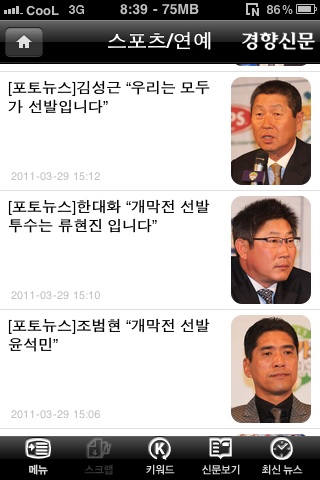 CooL 3G 8:39 - 75MB N 86%
스포츠/연예 경향신문
[포토뉴스]김성근 “우리는 모두
가 선발입니다”
2011-03-29 15:12
[포토뉴스]한대화 “개막전 선발
투수는 류현진 입니다”
2011-03-29 15:10
[포토뉴스]조범현 “개막전 선발
윤석민”
2011-03-29 15:06
메뉴 스크랩 키워드 신문보기 최신 뉴스